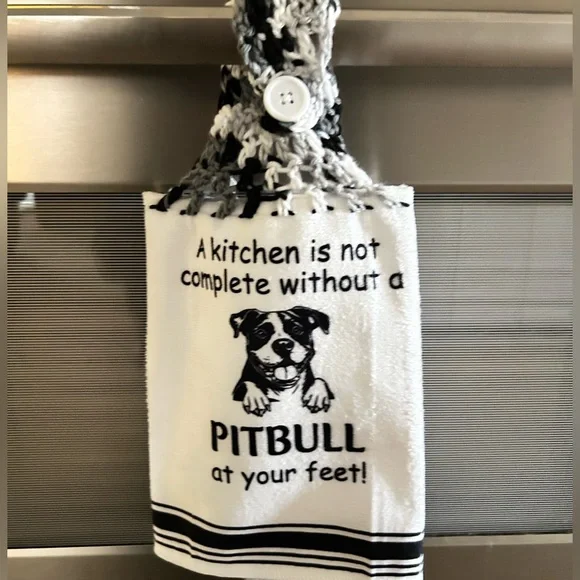 A kitchen is not
complete without a
PITBULL
at your feet!